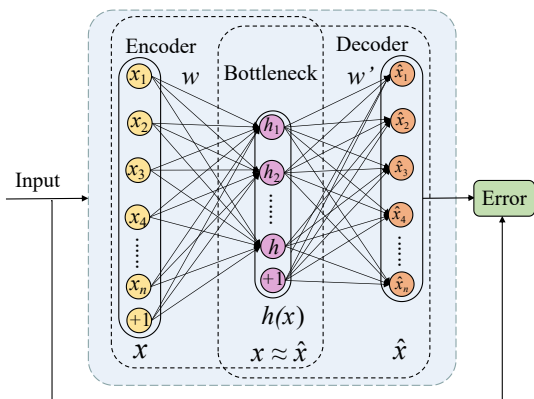 Encoder
Decoder
w
Bottleneck
w’
x₁
x₂
x₃
x₄
......
xₙ
+1
h₁
h₂
......
h
+1
x̂₁
x̂₂
x̂₃
x̂₄
......
x̂ₙ
Input
Error
h(x)
x
x ≈ x̂
x̂